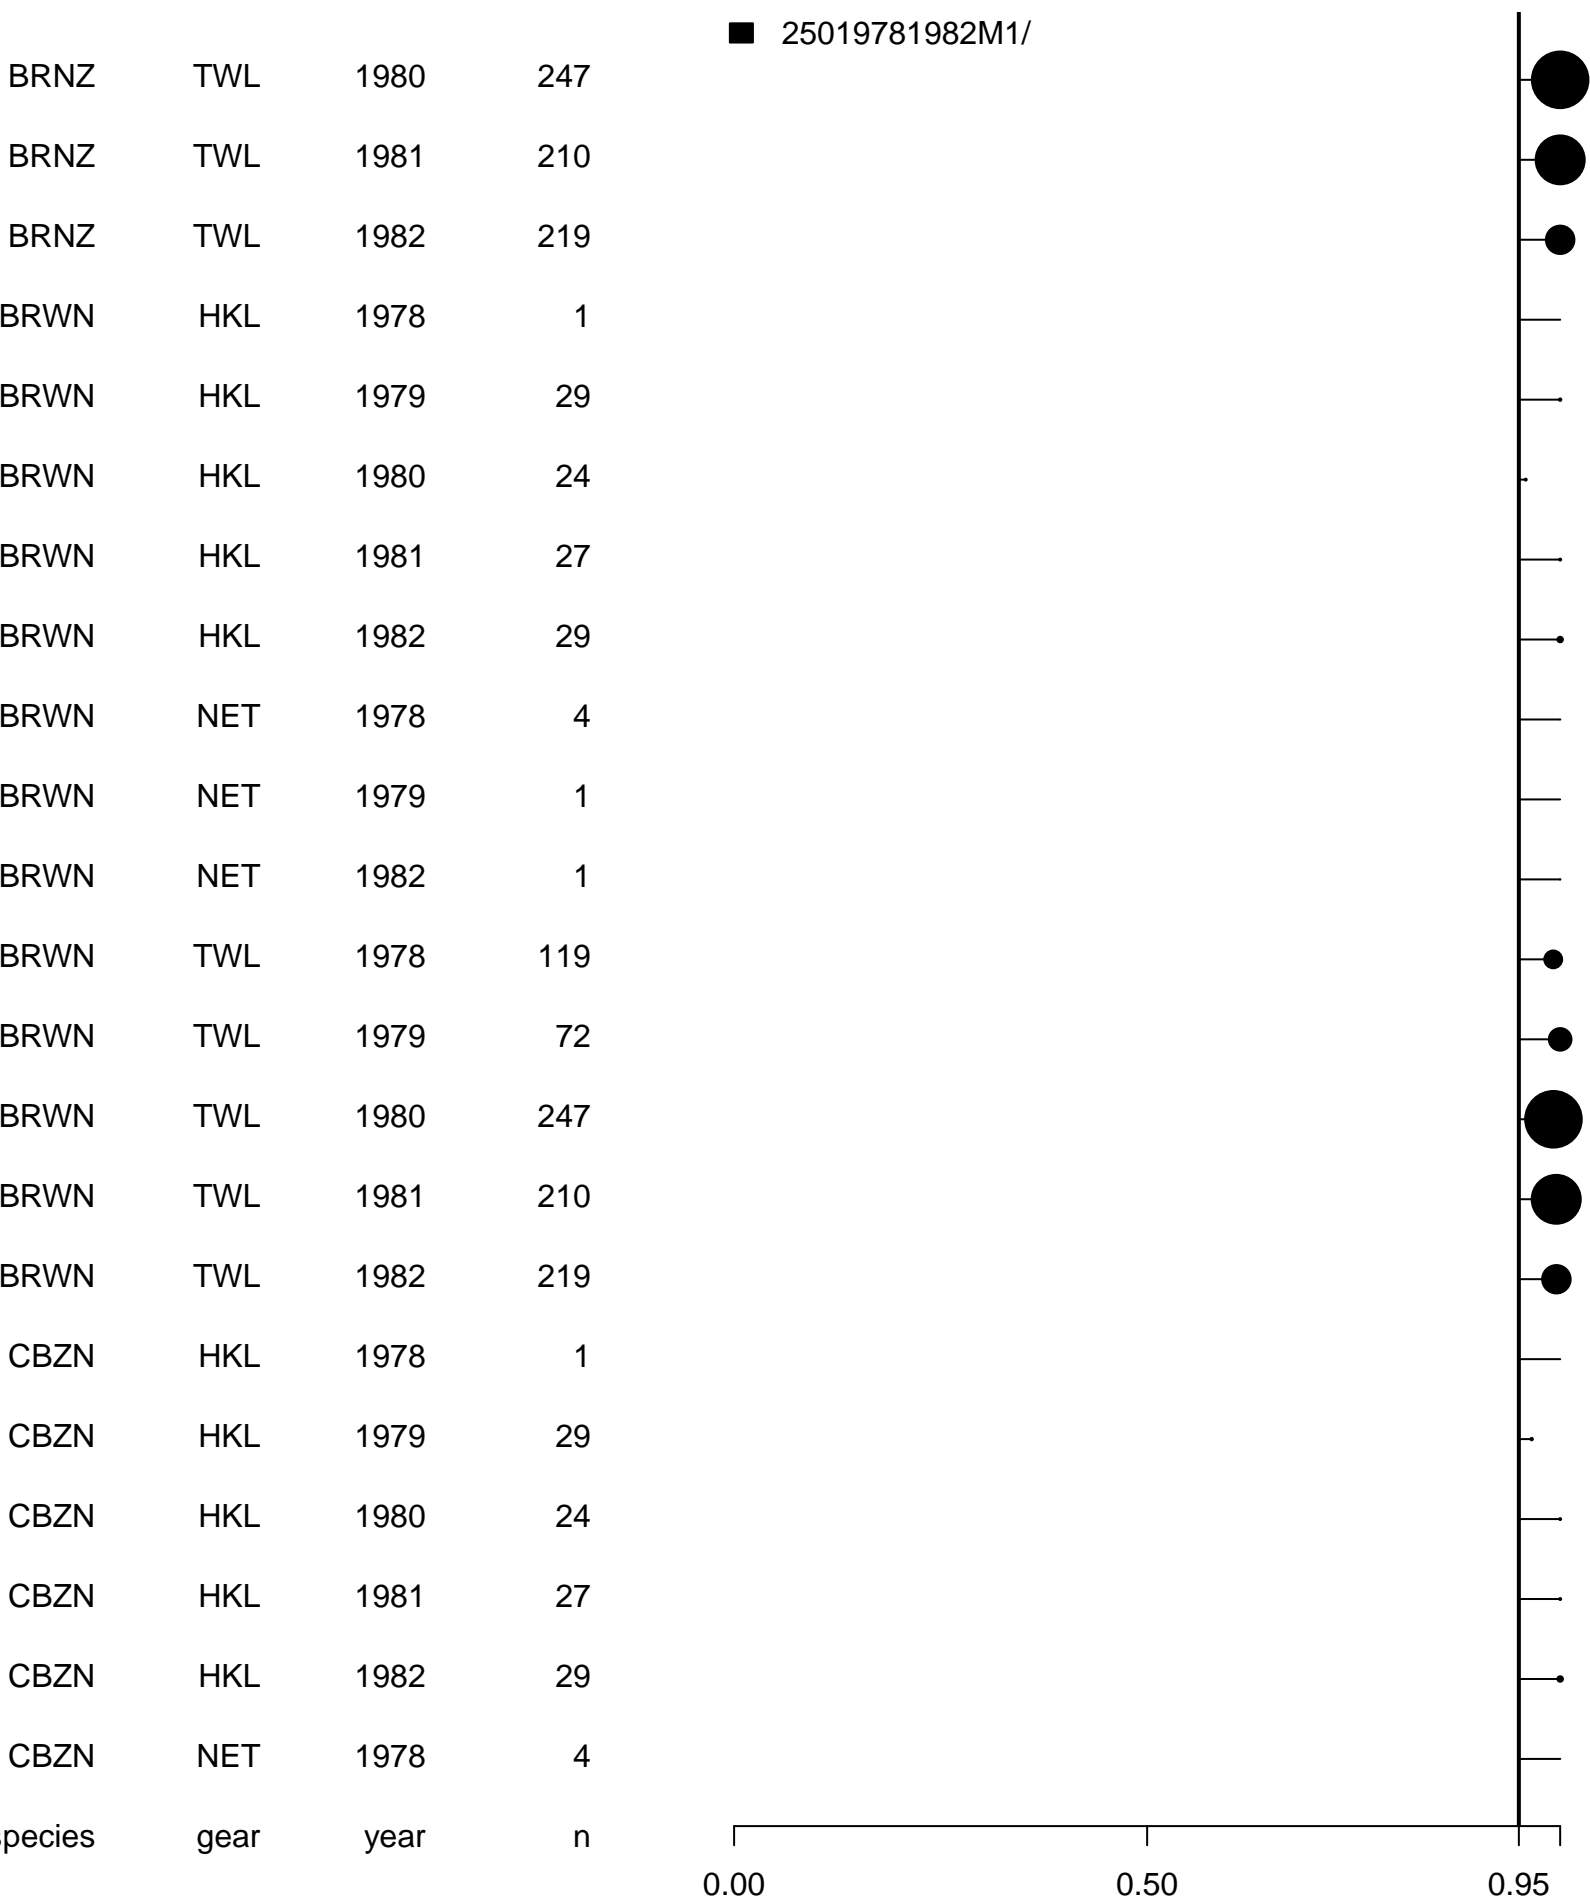 25019781982M1/
BRNZ TWL 1980 247
BRNZ TWL 1981 210
BRNZ TWL 1982 219
BRWN HKL 1978 1
BRWN HKL 1979 29
BRWN HKL 1980 24
BRWN HKL 1981 27
BRWN HKL 1982 29
BRWN NET 1978 4
BRWN NET 1979 1
BRWN NET 1982 1
BRWN TWL 1978 119
BRWN TWL 1979 72
BRWN TWL 1980 247
BRWN TWL 1981 210
BRWN TWL 1982 219
CBZN HKL 1978 1
CBZN HKL 1979 29
CBZN HKL 1980 24
CBZN HKL 1981 27
CBZN HKL 1982 29
CBZN NET 1978 4
species gear year n
0.00 0.50 0.95